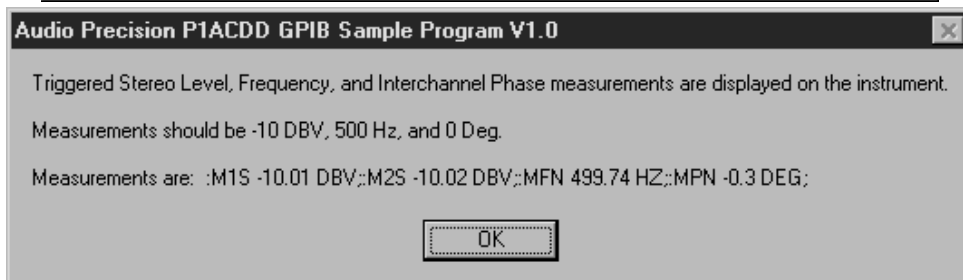 Audio Precision P1ACDD GPIB Sample Program V1.0
Triggered Stereo Level, Frequency, and Interchannel Phase measurements are displayed on the instrument.
Measurements should be -10 DBV, 500 Hz, and 0 Deg.
Measurements are:  :M1S -10.01 DBV;:M2S -10.02 DBV;:MFN 499.74 HZ;:MPN -0.3 DEG;
OK